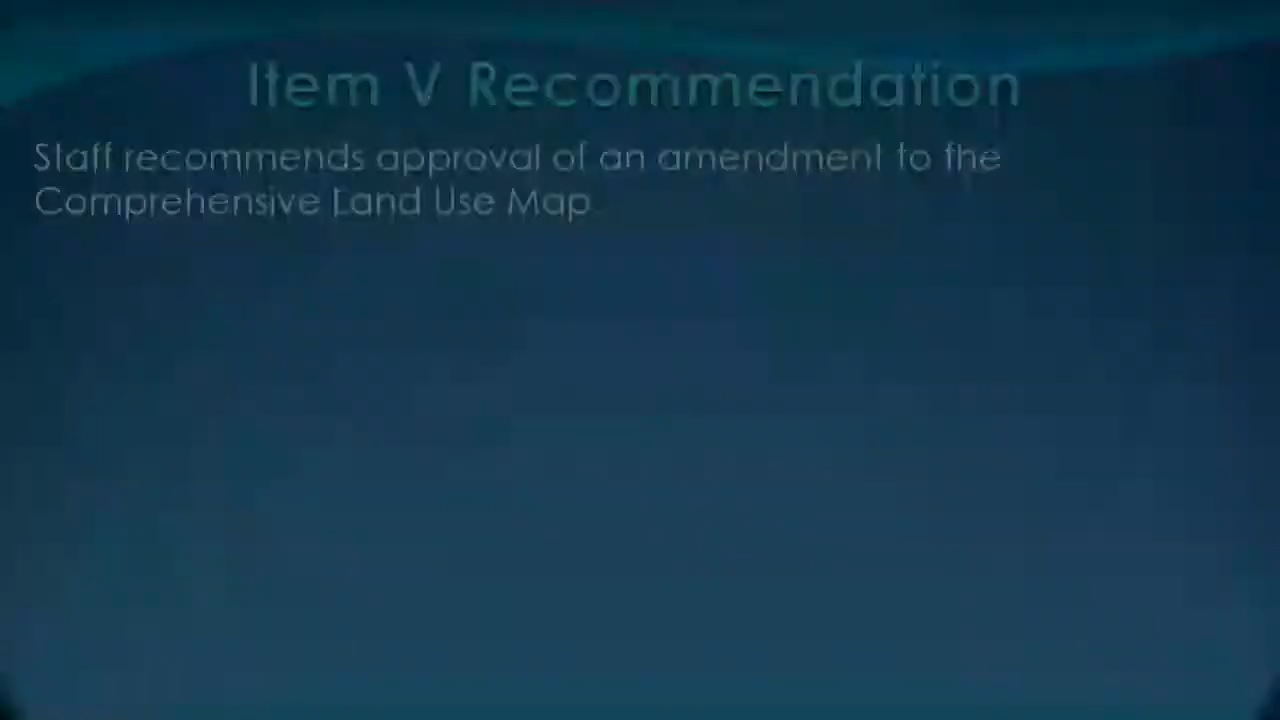 Item V Recommendation
Staff recommends approval of an amendment to the
Comprehensive Land Use Map